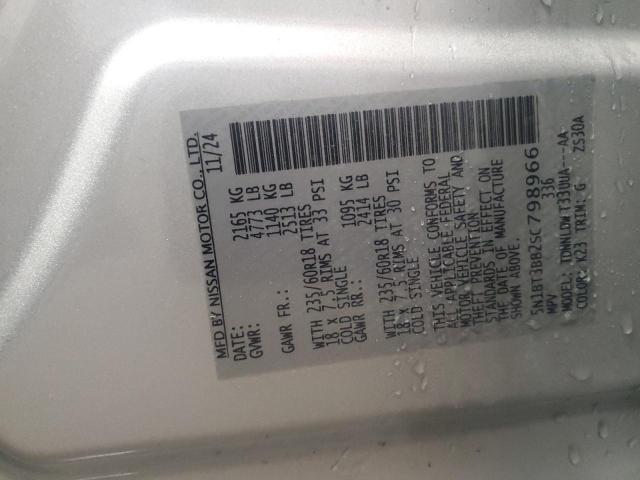 MFD BY NISSAN MOTOR CO., LTD.
DATE: 11/24
GVWR: 2165 KG
4773 LB
GAWR FR.: 1140 KG
2513 LB
WITH 235/60R18 TIRES
18 X 7.5 RIMS AT 33 PSI
COLD SINGLE
GAWR RR.: 1095 KG
2414 LB
WITH 235/60R18 TIRES
18 X 7.5 RIMS AT 30 PSI
COLD SINGLE
THIS VEHICLE CONFORMS TO
ALL APPLICABLE FEDERAL
MOTOR VEHICLE SAFETY AND
THEFT PREVENTION
STANDARDS IN EFFECT ON
THE DATE OF MANUFACTURE
SHOWN ABOVE.
5N1BT3BB2SC798966
MPV 336
MODEL: TDWNLDWT33UUA----AA
COLOR: K23 TRIM: G ZS30A